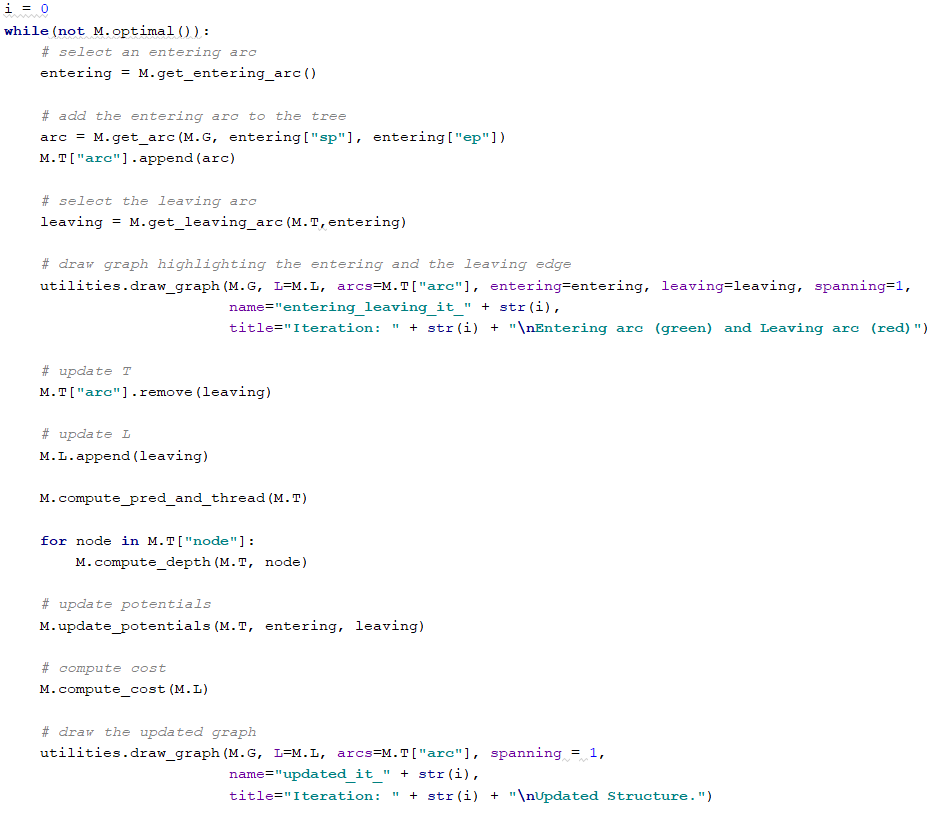 i = 0
while(not M.optimal()):
    # select an entering arc
    entering = M.get_entering_arc()

    # add the entering arc to the tree
    arc = M.get_arc(M.G, entering["sp"], entering["ep"])
    M.T["arc"].append(arc)

    # select the leaving arc
    leaving = M.get_leaving_arc(M.T,entering)

    # draw graph highlighting the entering and the leaving edge
    utilities.draw_graph(M.G, L=M.L, arcs=M.T["arc"], entering=entering, leaving=leaving, spanning=1,
                         name="entering_leaving_it_" + str(i),
                         title="Iteration: " + str(i) + "\nEntering arc (green) and Leaving arc (red)")

    # update T
    M.T["arc"].remove(leaving)

    # update L
    M.L.append(leaving)

    M.compute_pred_and_thread(M.T)

    for node in M.T["node"]:
        M.compute_depth(M.T, node)

    # update potentials
    M.update_potentials(M.T, entering, leaving)

    # compute cost
    M.compute_cost(M.L)

    # draw the updated graph
    utilities.draw_graph(M.G, L=M.L, arcs=M.T["arc"], spanning = 1,
                         name="updated_it_" + str(i),
                         title="Iteration: " + str(i) + "\nUpdated Structure.")